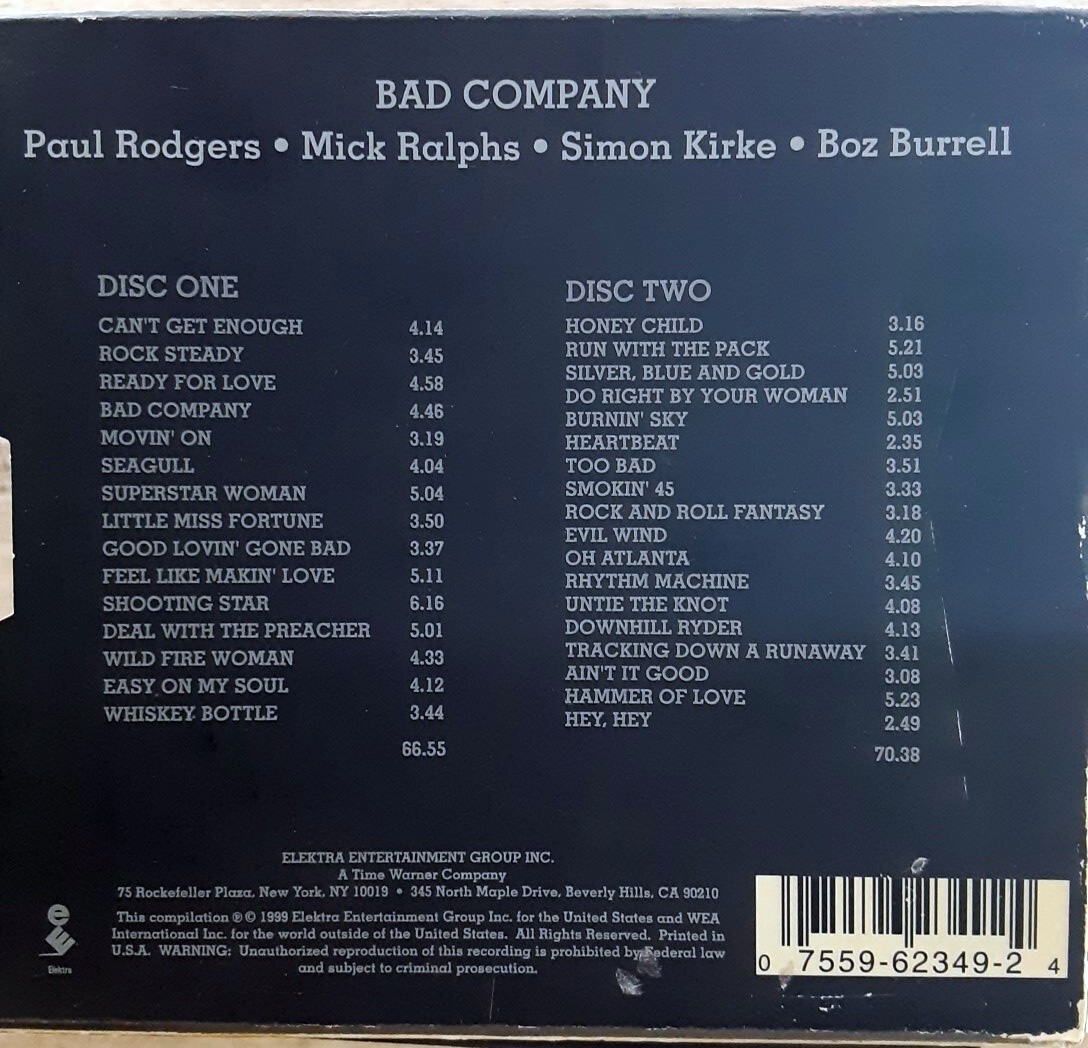 BAD COMPANY
Paul Rodgers • Mick Ralphs • Simon Kirke • Boz Burrell
DISC ONE
CAN'T GET ENOUGH 4.14
ROCK STEADY 3.45
READY FOR LOVE 4.58
BAD COMPANY 4.46
MOVIN' ON 3.19
SEAGULL 4.04
SUPERSTAR WOMAN 5.04
LITTLE MISS FORTUNE 3.50
GOOD LOVIN' GONE BAD 3.37
FEEL LIKE MAKIN' LOVE 5.11
SHOOTING STAR 6.16
DEAL WITH THE PREACHER 5.01
WILD FIRE WOMAN 4.33
EASY ON MY SOUL 4.12
WHISKEY BOTTLE 3.44
66.55
DISC TWO
HONEY CHILD 3.16
RUN WITH THE PACK 5.21
SILVER, BLUE AND GOLD 5.03
DO RIGHT BY YOUR WOMAN 2.51
BURNIN' SKY 5.03
HEARTBEAT 2.35
TOO BAD 3.51
SMOKIN' 45 3.33
ROCK AND ROLL FANTASY 3.18
EVIL WIND 4.20
OH ATLANTA 4.10
RHYTHM MACHINE 3.45
UNTIE THE KNOT 4.08
DOWNHILL RYDER 4.13
TRACKING DOWN A RUNAWAY 3.41
AIN'T IT GOOD 3.08
HAMMER OF LOVE 5.23
HEY, HEY 2.49
70.38
ELEKTRA ENTERTAINMENT GROUP INC.
A Time Warner Company
75 Rockefeller Plaza, New York, NY 10019 • 345 North Maple Drive, Beverly Hills, CA 90210
This compilation ℗ © 1999 Elektra Entertainment Group Inc. for the United States and WEA
International Inc. for the world outside of the United States. All Rights Reserved. Printed in
U.S.A. WARNING: Unauthorized reproduction of this recording is prohibited by Federal law
and subject to criminal prosecution.
Elektra
0 7559-62349-2 4